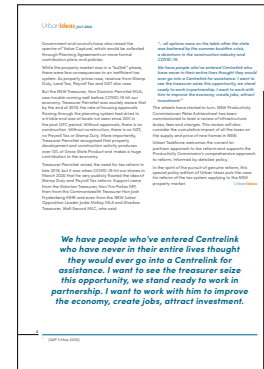 UrbanIdeas JULY 2020
Government and councils have also raised the
spectre of 'Value Capture', which would be collected
through Planning Agreements or more formal
contribution plans and policies.
While the property market was in a "bullish" phase,
there were few consequences to an inefficient tax
system. As property prices may, revenue from Stamp
Duty, Land Tax, Payroll Tax and GST also rose.
But the NSW Treasurer, Hon Dominic Perrottet MLA,
saw trouble coming well before COVID-19 hit our
economy. Treasurer Perrottet was acutely aware that
by the end of 2019, the rate of housing approvals
flowing through the planning system had dried to
a trickle and was at levels not seen since 2011 in
the post GFC period. Without approvals, there is no
construction. Without construction, there is no GST,
no Payroll Tax or Stamp Duty. More importantly,
Treasurer Perrottet recognised that property
development and construction activity produces
over 10% of Gross State Product and makes a huge
contribution to the economy.
Treasurer Perrottet raised the need for tax reform in
late 2019, but it was when COVID-19 hit our shores in
March 2020 that he very publicly floated the idea of
Stamp Duty and Payroll Tax reform. Support came
from the Victorian Treasurer, Hon Tim Pallas MP,
then from the Commonwealth Treasurer Hon Josh
Frydenberg MHR and even from the NSW Labor
Opposition Leader Jodie McKay MLA and Shadow
Treasurer, Walt Secord MLC, who said:
"... all options were on the table after the state
was battered by the summer bushfire crisis,
a downturn in the construction industry and
COVID-19.
We have people who've entered Centrelink who
have never in their entire lives thought they would
ever go into a Centrelink for assistance. I want to
see the treasurer seize this opportunity, we stand
ready to work in partnership. I want to work with
him to improve the economy, create jobs, attract
investment."¹
The wheels have started to turn. NSW Productivity
Commissioner Peter Achterstraat has been
commissioned to lead a review of infrastructure
levies, fees and charges. This review will also
consider the cumulative impact of all the taxes on
the supply and price of new homes in NSW.
Urban Taskforce welcomes the current bi-
partisan approach to tax reform and supports the
Productivity Commissioner's comprehensive approach
to reform, informed by detailed policy.
In the spirit of the pursuit of genuine reform, this
special policy edition of Urban Ideas puts the case
for reform of the tax system applying to the NSW
property market.
UrbanIdeas
We have people who've entered Centrelink
who have never in their entire lives thought
they would ever go into a Centrelink for
assistance. I want to see the treasurer seize
this opportunity, we stand ready to work in
partnership. I want to work with him to improve
the economy, create jobs, attract investment.
4
(AAP 5 May 2020)